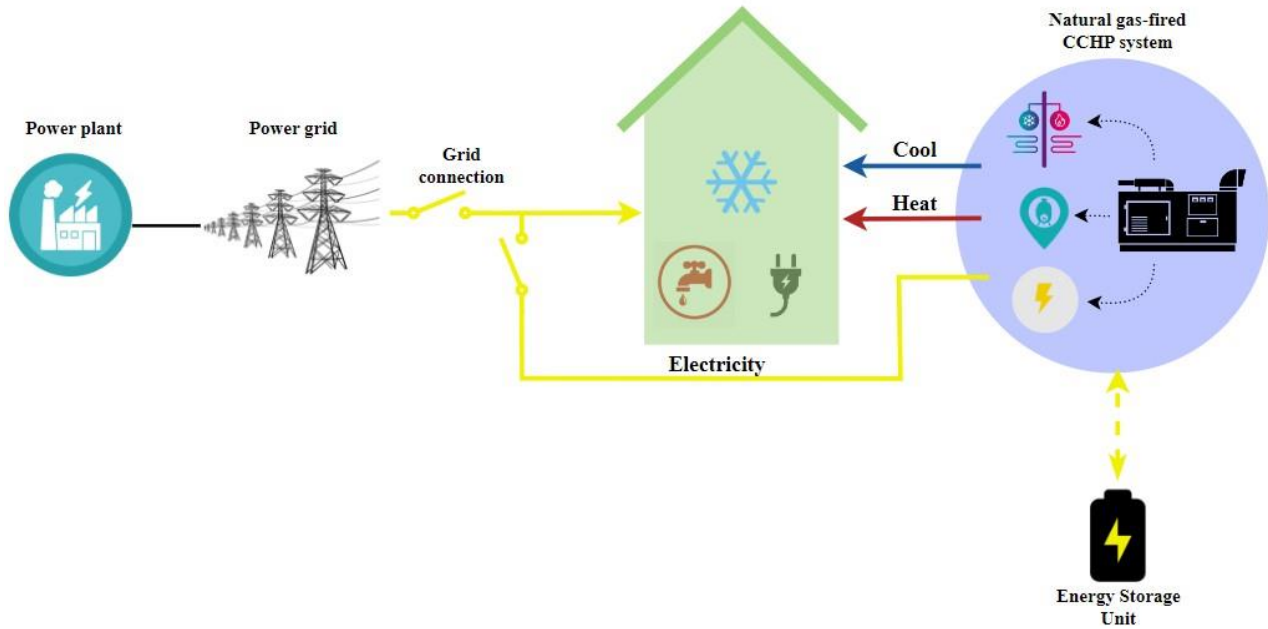 Natural gas-fired
CCHP system
Power plant
Power grid
Grid
connection
Cool
Heat
Electricity
Energy Storage
Unit